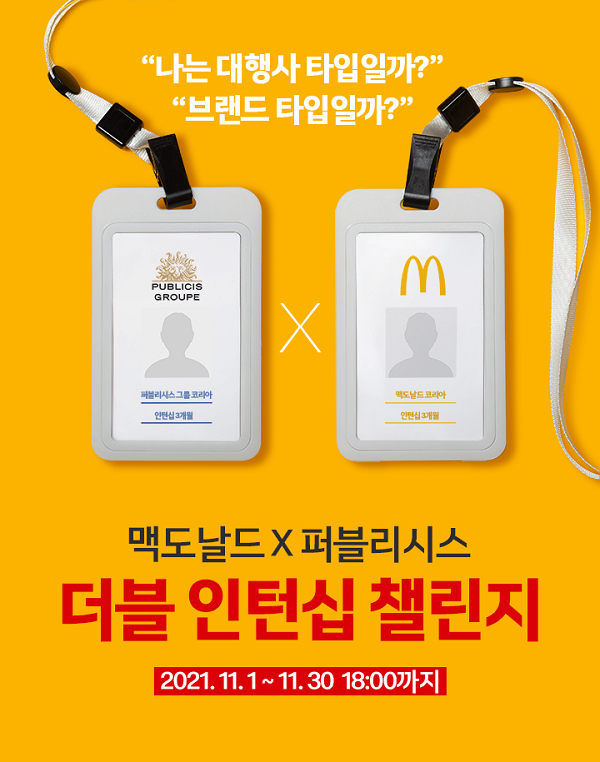 “나는 대행사 타입일까?”
“브랜드 타입일까?”
PUBLICIS
GROUPE
퍼블리시스 그룹 코리아
인턴십 3개월
X
맥도날드 코리아
인턴십 3개월
맥도날드 X 퍼블리시스
더블 인턴십 챌린지
2021. 11. 1 ~ 11. 30 18:00까지